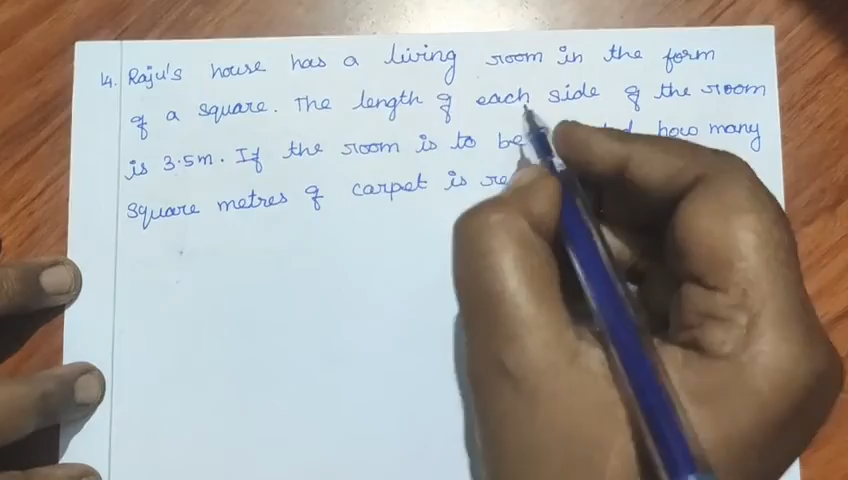 14. Raju's house has a living room in the form
of a square. The length of each side of the room
is 3.5m. If the room is to be how many
square metres of carpet is